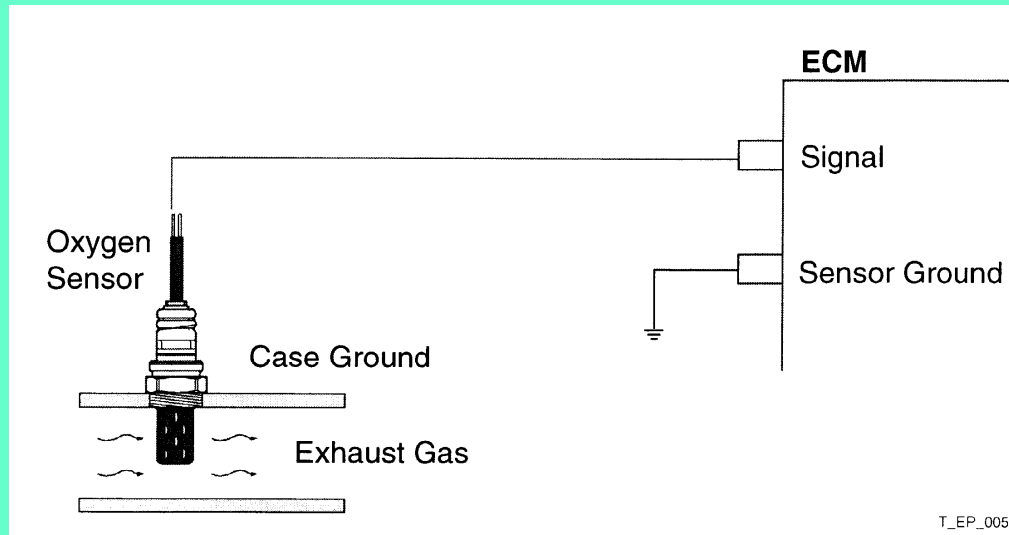 ECM
Signal
Oxygen
Sensor
Sensor Ground
Case Ground
Exhaust Gas
T_EP_005